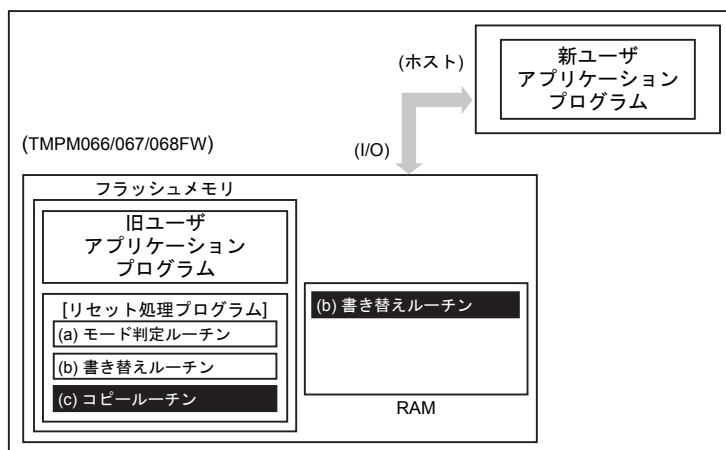 (ホスト)
新ユーザ
アプリケーション
プログラム
(TMPM066/067/068FW)
(I/O)
フラッシュメモリ
旧ユーザ
アプリケーション
プログラム
[リセット処理プログラム]
(a) モード判定ルーチン
(b) 書き替えルーチン
(c) コピールーチン
(b) 書き替えルーチン
RAM